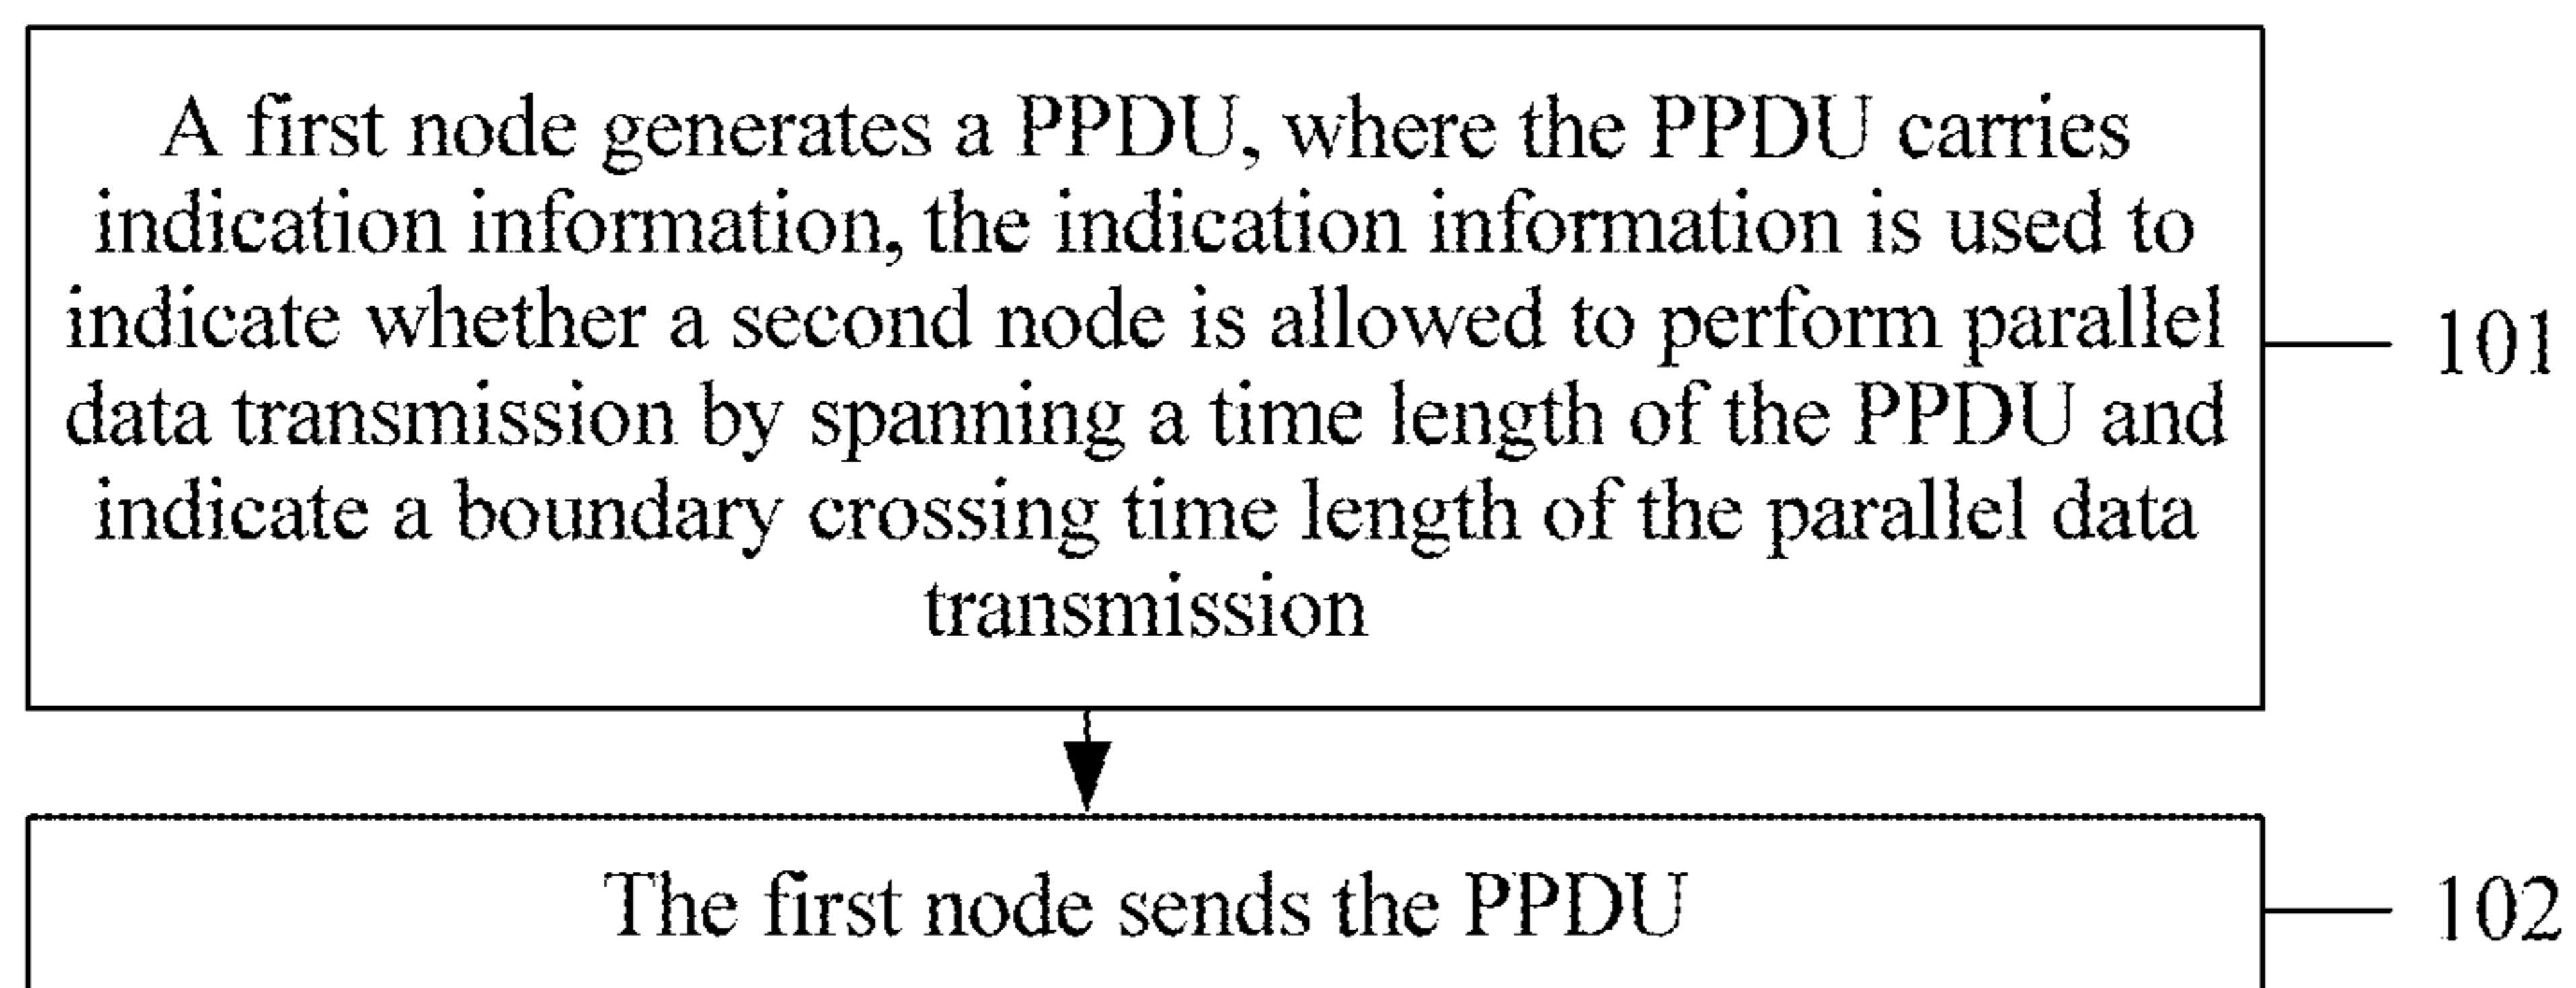 A first node generates a PPDU, where the PPDU carries
indication information, the indication information is used to
indicate whether a second node is allowed to perform parallel
data transmission by spanning a time length of the PPDU and
indicate a boundary crossing time length of the parallel data
transmission
101
The first node sends the PPDU
102